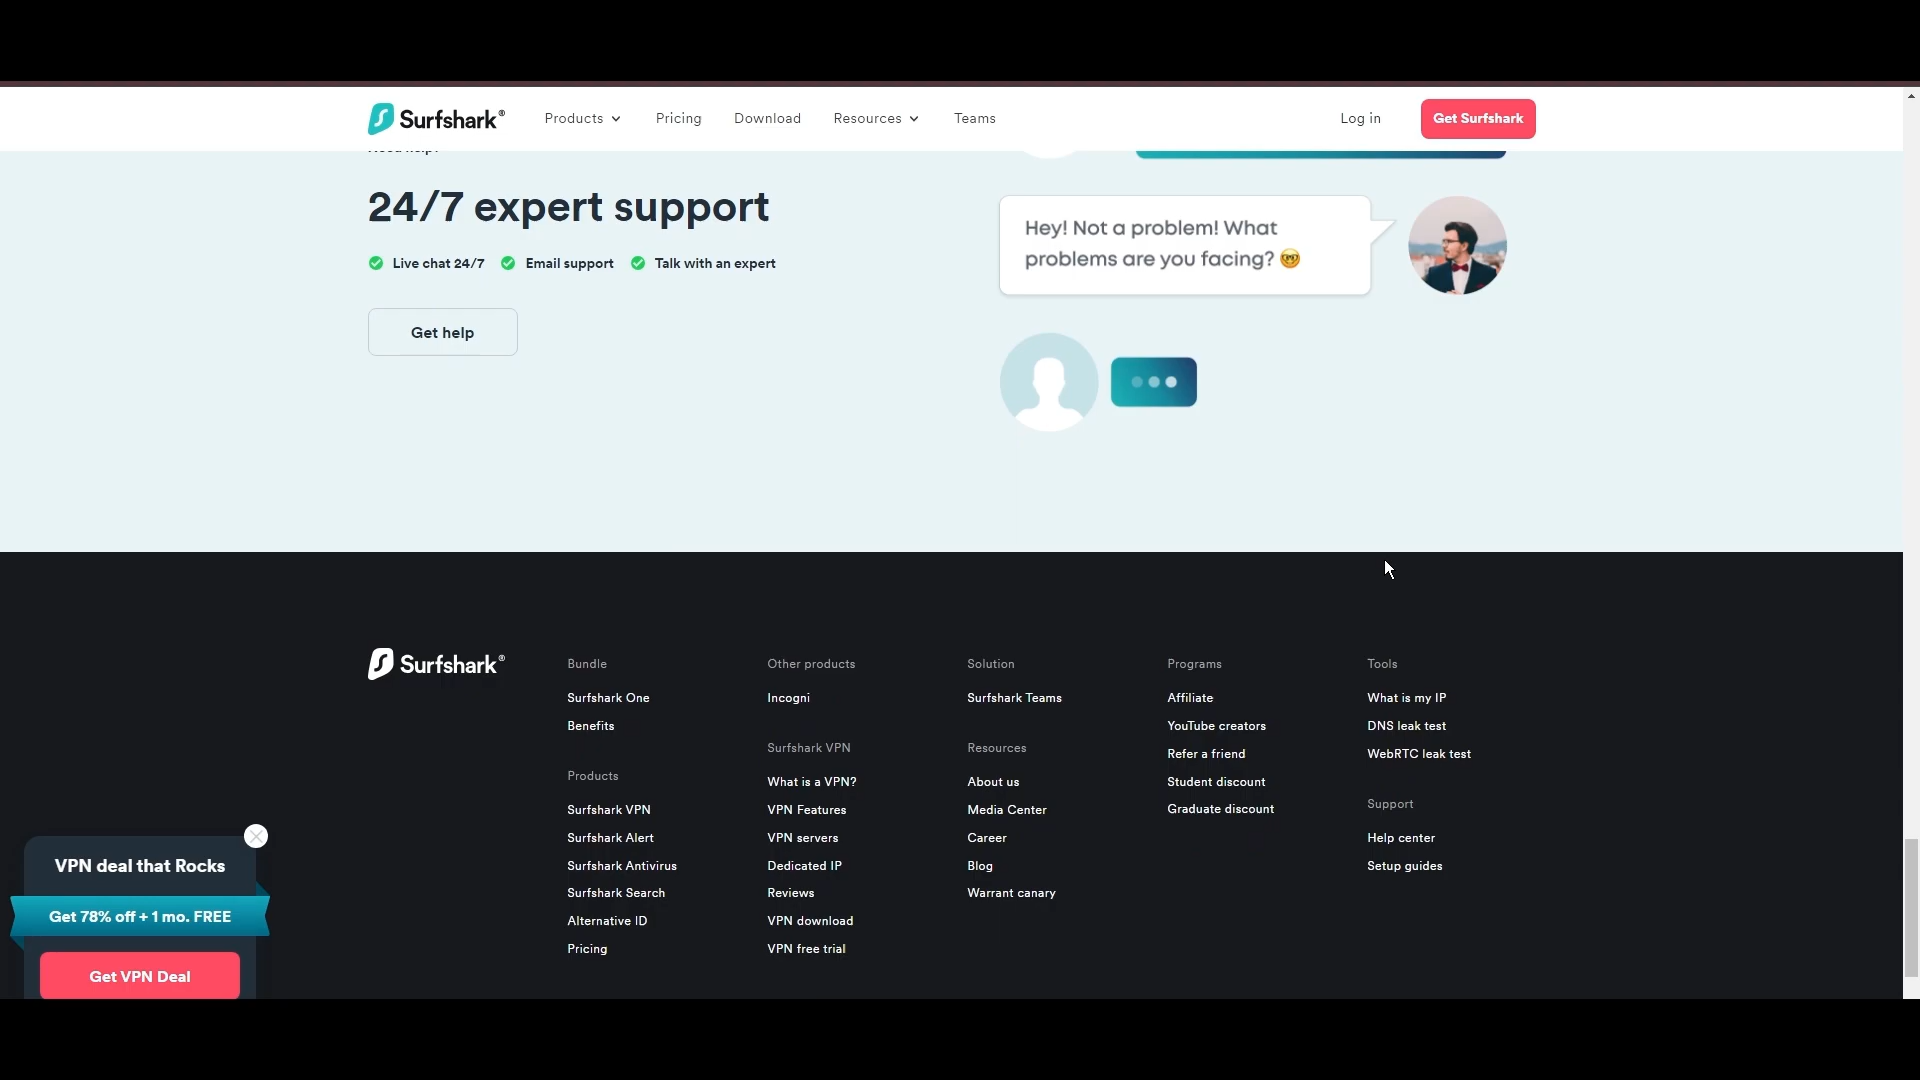 Surfshark®
Products
Pricing
Download
Resources
Teams
Log in
Get Surfshark
24/7 expert support
Live chat 24/7
Email support
Talk with an expert
Get help
Hey! Not a problem! What
problems are you facing? 🤓
Surfshark®
Bundle
Surfshark One
Benefits
Products
Surfshark VPN
Surfshark Alert
Surfshark Antivirus
Surfshark Search
Alternative ID
Pricing
Other products
Incogni
Surfshark VPN
What is a VPN?
VPN Features
VPN servers
Dedicated IP
Reviews
VPN download
VPN free trial
Solution
Surfshark Teams
Resources
About us
Media Center
Career
Blog
Warrant canary
Programs
Affiliate
YouTube creators
Refer a friend
Student discount
Graduate discount
Tools
What is my IP
DNS leak test
WebRTC leak test
Support
Help center
Setup guides
VPN deal that Rocks
Get 78% off + 1 mo. FREE
Get VPN Deal